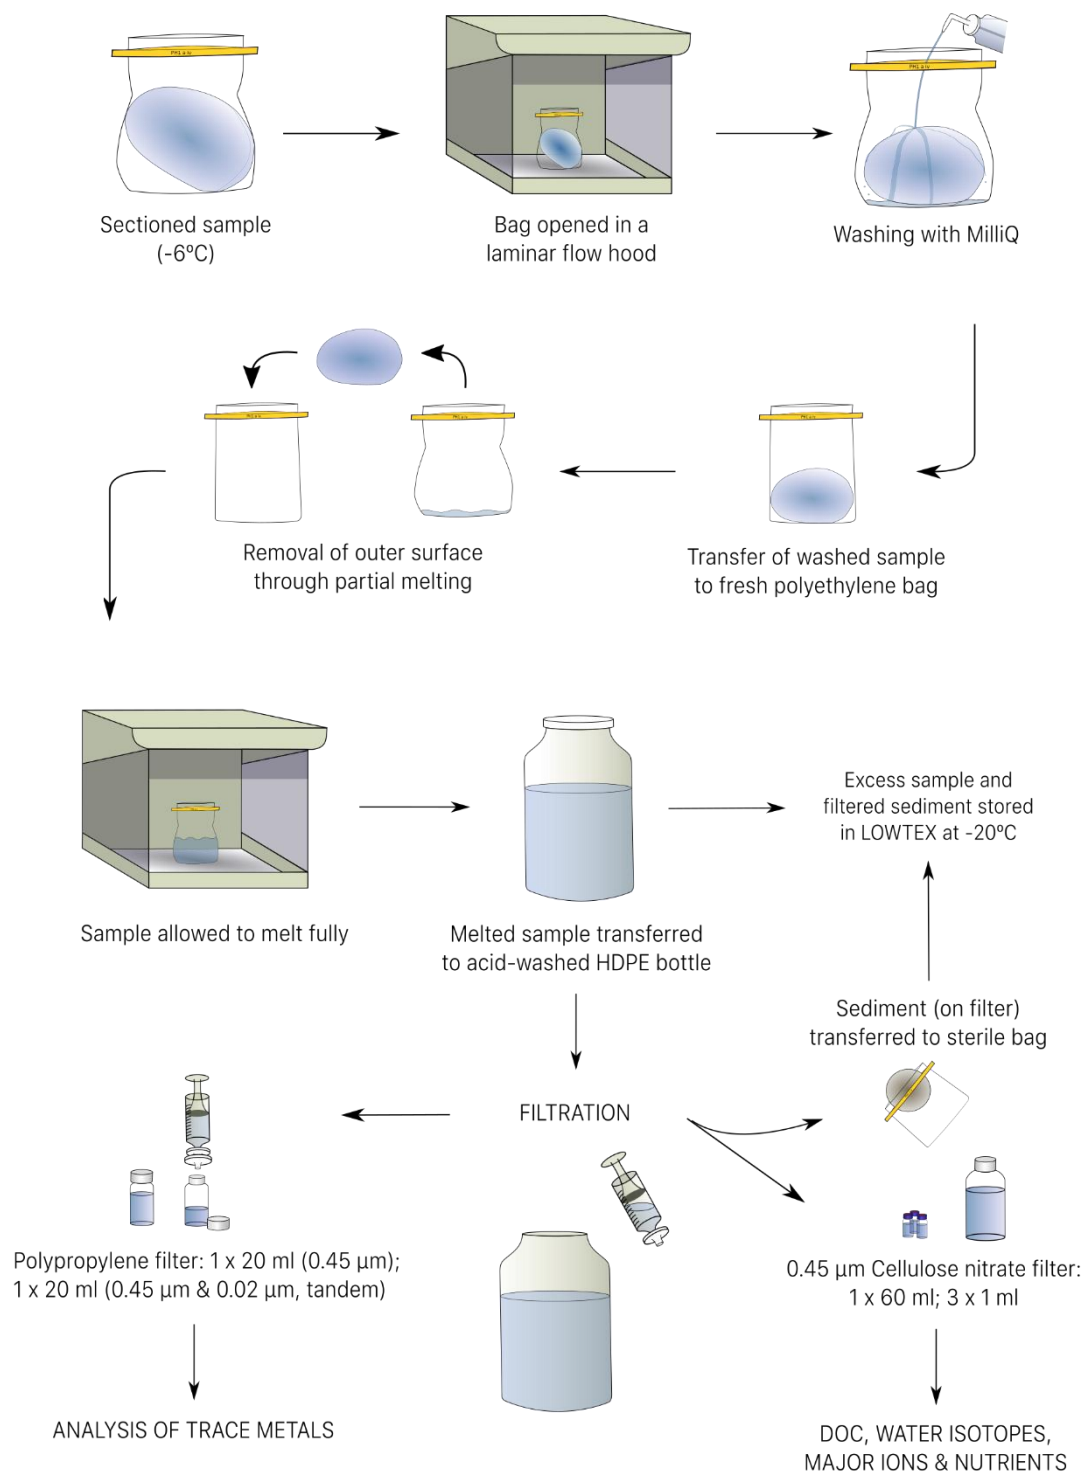 Sectioned sample
(-6ºC)
Bag opened in a
laminar flow hood
Washing with MilliQ
Removal of outer surface
through partial melting
Transfer of washed sample
to fresh polyethylene bag
Sample allowed to melt fully
Melted sample transferred
to acid-washed HDPE bottle
Excess sample and
filtered sediment stored
in LOWTEX at -20ºC
Sediment (on filter)
transferred to sterile bag
FILTRATION
Polypropylene filter: 1 x 20 ml (0.45 µm);
1 x 20 ml (0.45 µm & 0.02 µm, tandem)
0.45 µm Cellulose nitrate filter:
1 x 60 ml; 3 x 1 ml
ANALYSIS OF TRACE METALS
DOC, WATER ISOTOPES,
MAJOR IONS & NUTRIENTS